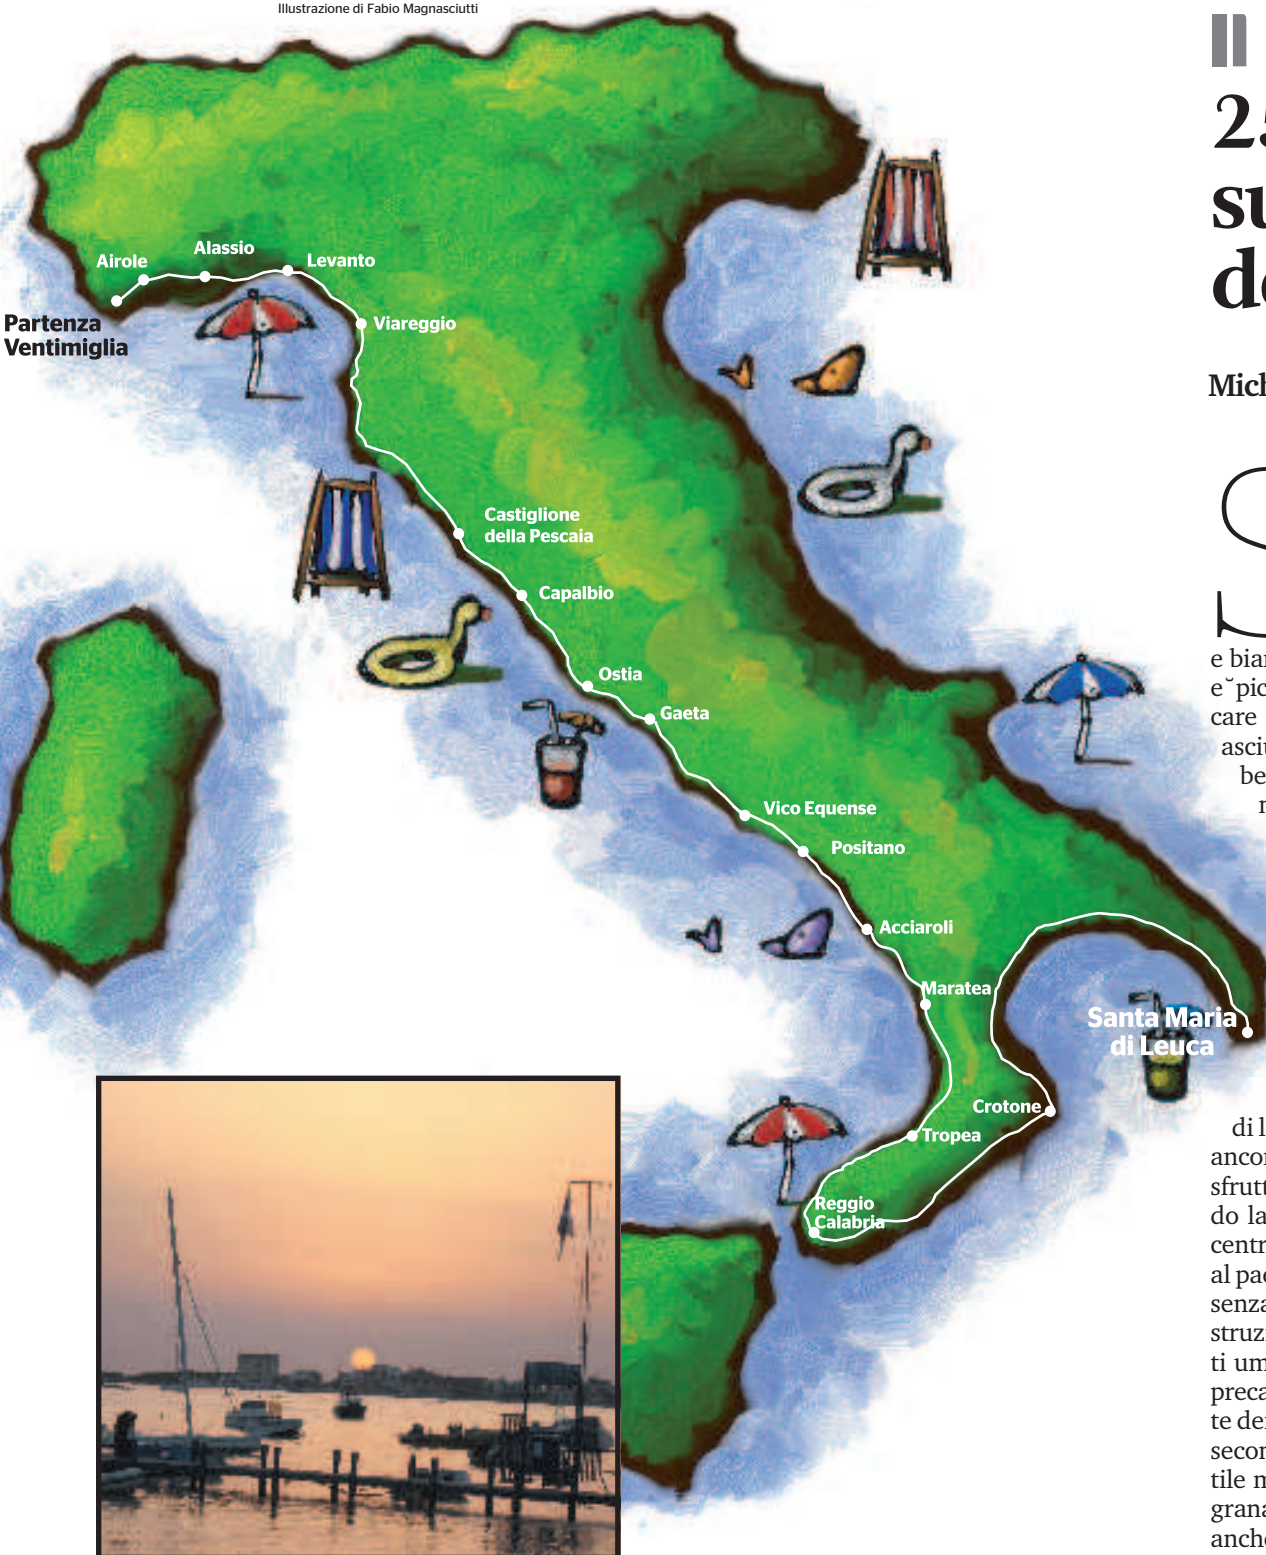 Illustrazione di Fabio Magnasciutti
Airole
Alassio
Levanto
Partenza
Ventimiglia
Viareggio
Castiglione
della Pescaia
Capalbio
Ostia
Gaeta
Vico Equense
Positano
Acciaroli
Maratea
Santa Maria
di Leuca
Crotone
Tropea
Reggio
Calabria
Il
25
su
de
Mich
S
e bian
e pic
care
asciu
be
r
di l
ancor
sfrutt
do la
centr
al pae
senza
struz
ti um
preca
te dei
secon
tile m
grana
anche